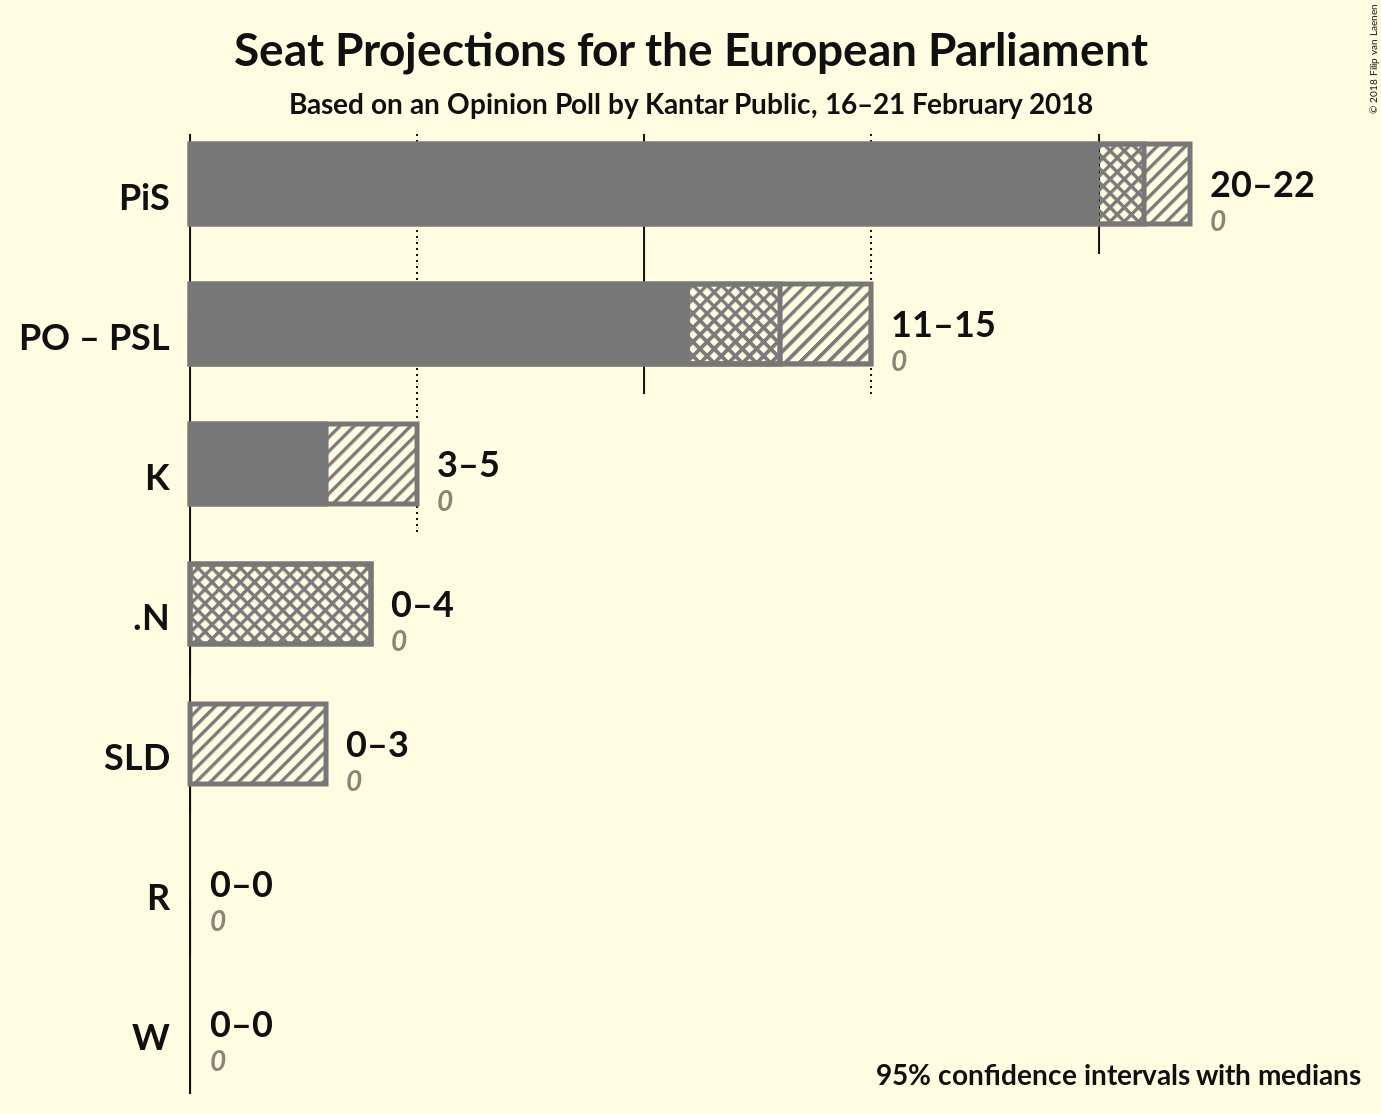 Seat Projections for the European Parliament
Based on an Opinion Poll by Kantar Public, 16–21 February 2018
© 2018 Filip van Laenen
PiS
20–22
0
PO – PSL
11–15
0
K
3–5
0
.N
0–4
0
SLD
0–3
0
R
0–0
0
W
0–0
0
95% confidence intervals with medians